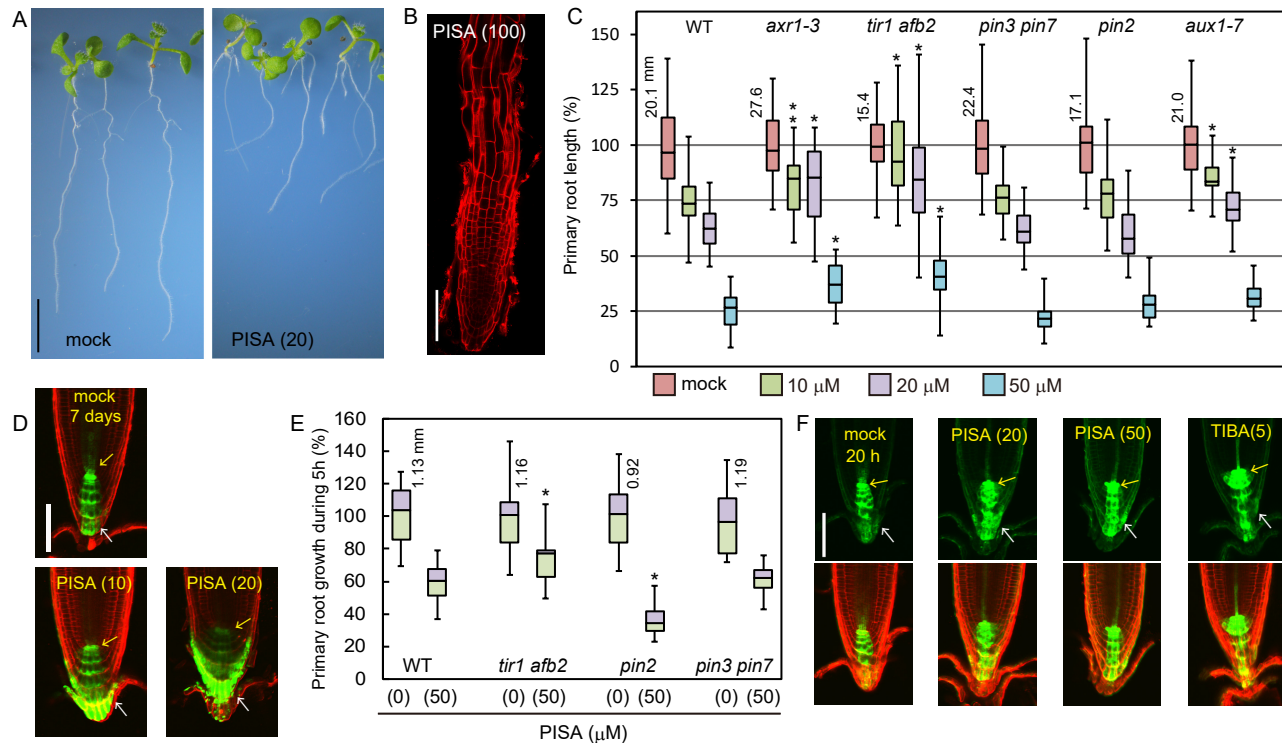 A
mock
PISA (20)
B
PISA (100)
C
WT
axr1-3
tir1 afb2
pin3 pin7
pin2
aux1-7
Primary root length (%)
150
100
75
50
25
0
20.1 mm
27.6
15.4
22.4
17.1
21.0
* *
*
*
*
*
*
*
*
mock
10 μM
20 μM
50 μM
D
mock
7 days
PISA (10)
PISA (20)
E
Primary root growth during 5h (%)
160
140
120
100
80
60
40
20
0
1.13 mm
1.16
0.92
1.19
*
*
WT
tir1 afb2
pin2
pin3 pin7
(0) (50) (0) (50) (0) (50) (0) (50)
PISA (μM)
F
mock
20 h
PISA (20)
PISA (50)
TIBA(5)